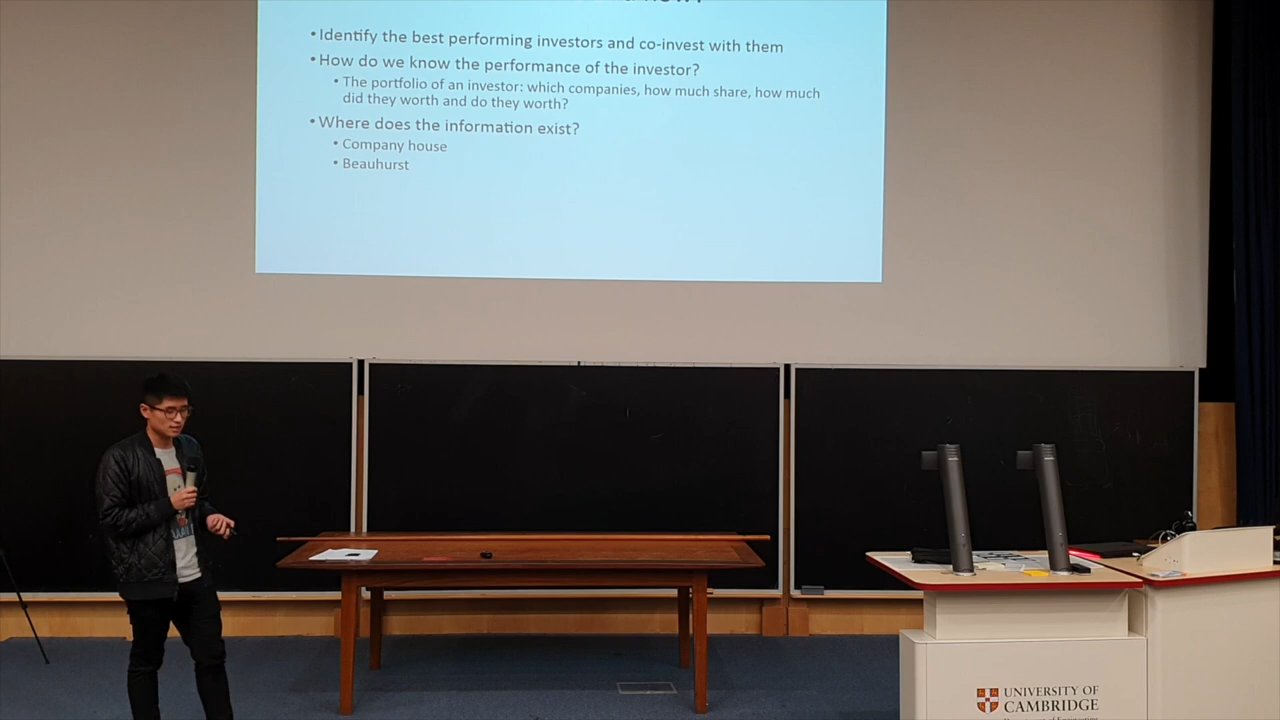 • Identify the best performing investors and co-invest with them
• How do we know the performance of the investor?
• The portfolio of an investor: which companies, how much share, how much
did they worth and do they worth?
• Where does the information exist?
• Company house
• Beauhurst
UNIVERSITY OF
CAMBRIDGE